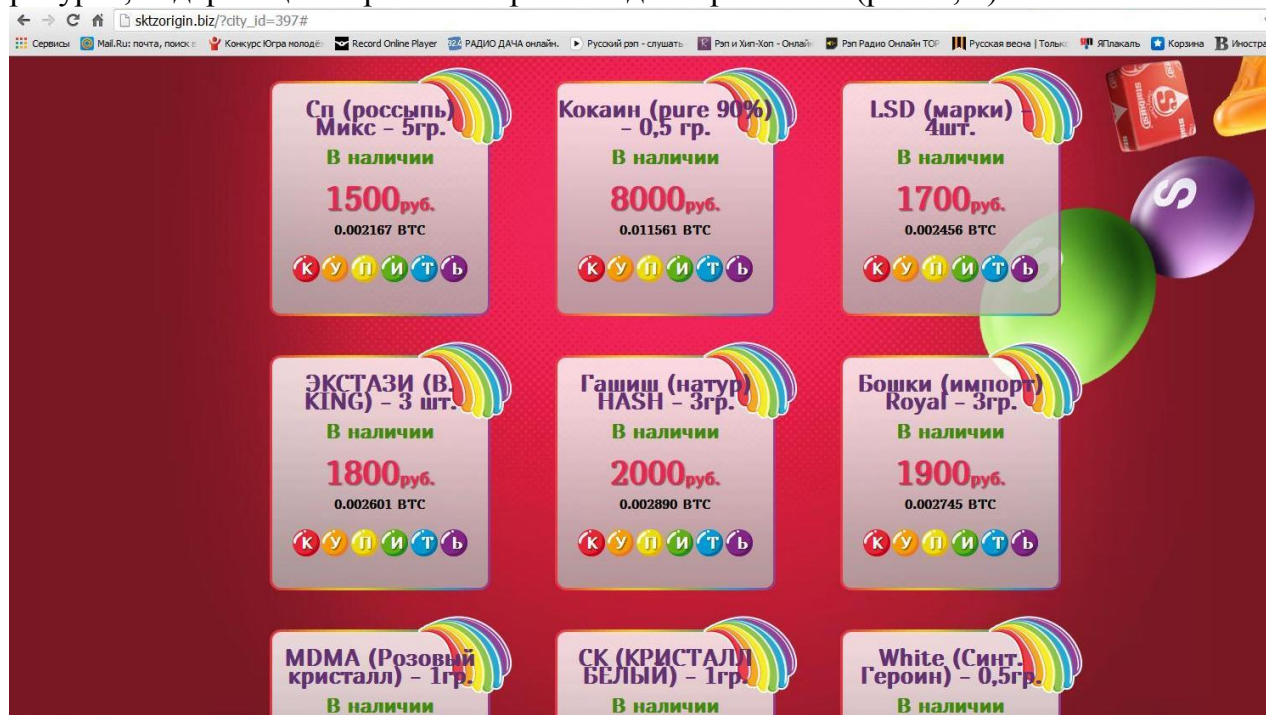 sktzorigin.biz/?city_id=397#
Сервисы Mail.Ru: почта, поиск в Конкурс Югра молодёж Record Online Player РАДИО ДАЧА онлайн. Русский рэп - слушать Рэп и Хип-Хоп - Онлайн Рэп Радио Онлайн TOP Русская весна | Только ЯПлакалъ Корзина Иностра
Сп (россыпь) Кокаин (pure 90%) LSD (марки) –
Микс – 5гр. – 0,5 гр. 4шт.
В наличии В наличии В наличии
1500руб. 8000руб. 1700руб.
0.002167 BTC 0.011561 BTC 0.002456 BTC
КУПИТЬ КУПИТЬ КУПИТЬ
ЭКСТАЗИ (B. Гашиш (натур) Бошки (импорт)
KING) – 3 шт. HASH – 3гр. Royal – 3гр.
В наличии В наличии В наличии
1800руб. 2000руб. 1900руб.
0.002601 BTC 0.002890 BTC 0.002745 BTC
КУПИТЬ КУПИТЬ КУПИТЬ
MDMA (Розовый СК (КРИСТАЛЛ White (Синт.
кристалл) – 1гр. БЕЛЫЙ) – 1гр. Героин) – 0,5гр.
В наличии В наличии В наличии